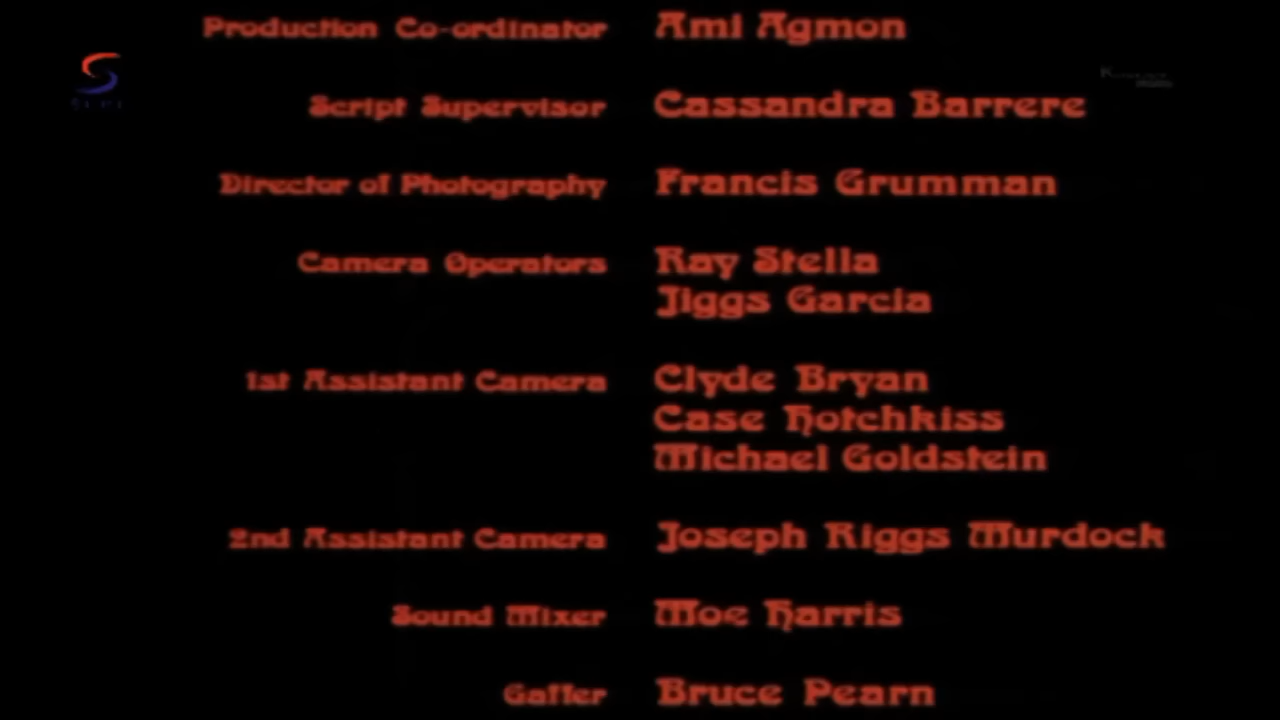 Production Co-ordinator Ami Agmon
Script Supervisor Cassandra Barrere
Director of Photography Francis Grumman
Camera Operators Ray Stella
Jiggs Garcia
1st Assistant Camera Clyde Bryan
Case Hotchkiss
Michael Goldstein
2nd Assistant Camera Joseph Riggs Murdock
Sound Mixer Moe Harris
Gaffer Bruce Pearn